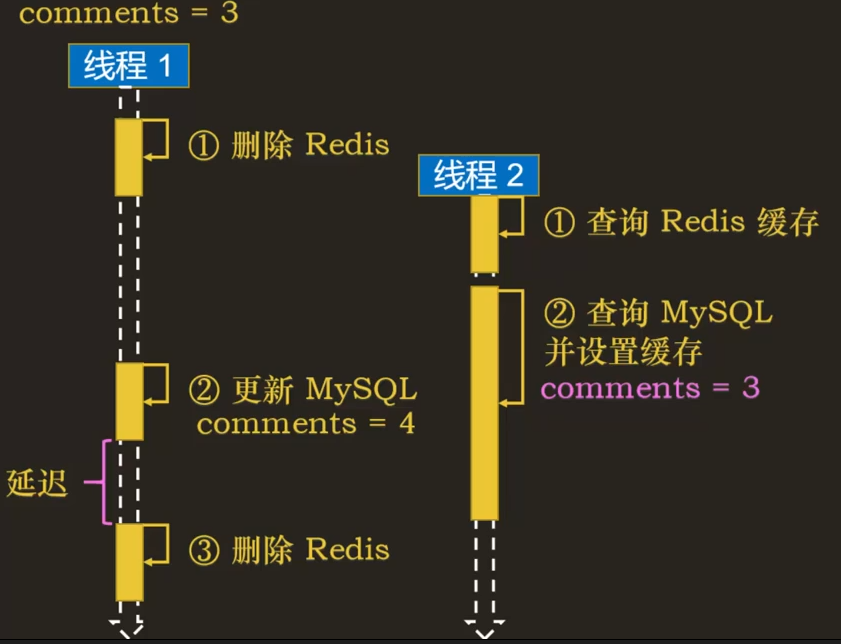 comments = 3
线程 1
① 删除 Redis
线程 2
① 查询 Redis 缓存
② 查询 MySQL
并设置缓存
comments = 3
② 更新 MySQL
comments = 4
延迟
③ 删除 Redis